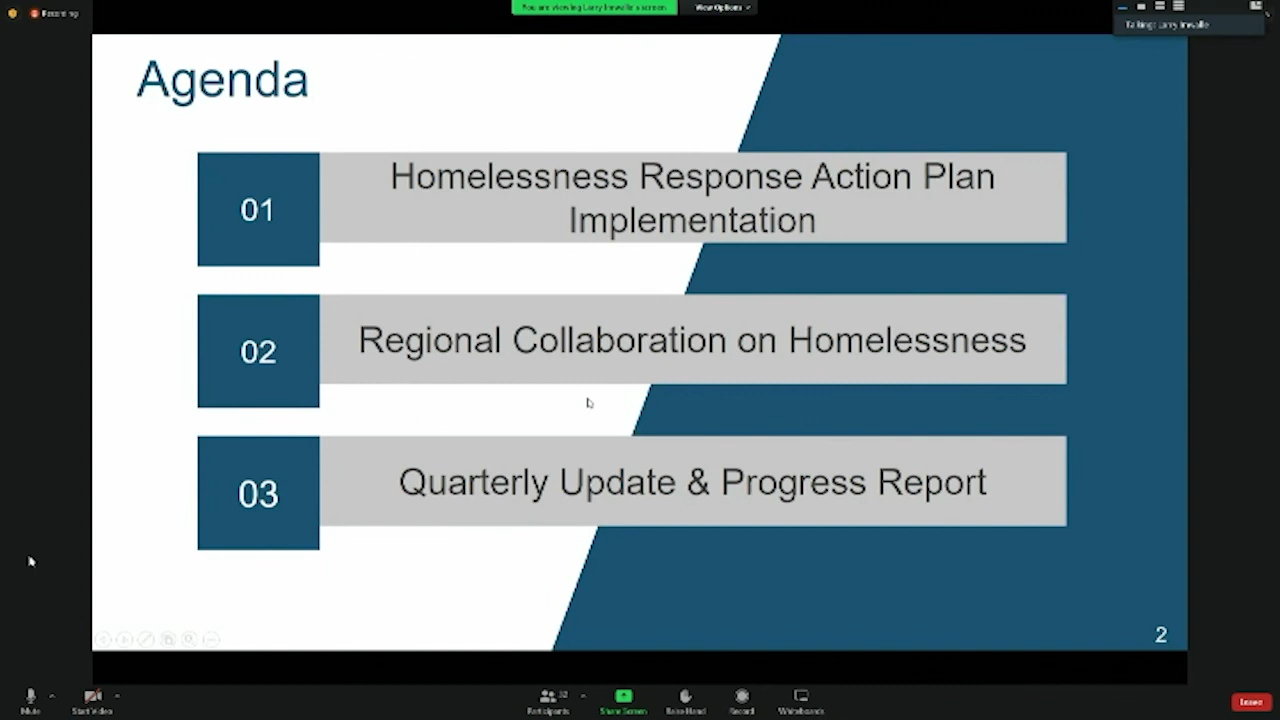 Recording
You are viewing Larry Imwalle's screen
View Options
Talking: Larry Imwalle
Agenda
01
Homelessness Response Action Plan
Implementation
02
Regional Collaboration on Homelessness
03
Quarterly Update & Progress Report
2
Mute
Start Video
Participants
Share Screen
Raise Hand
Record
Whiteboards
Leave